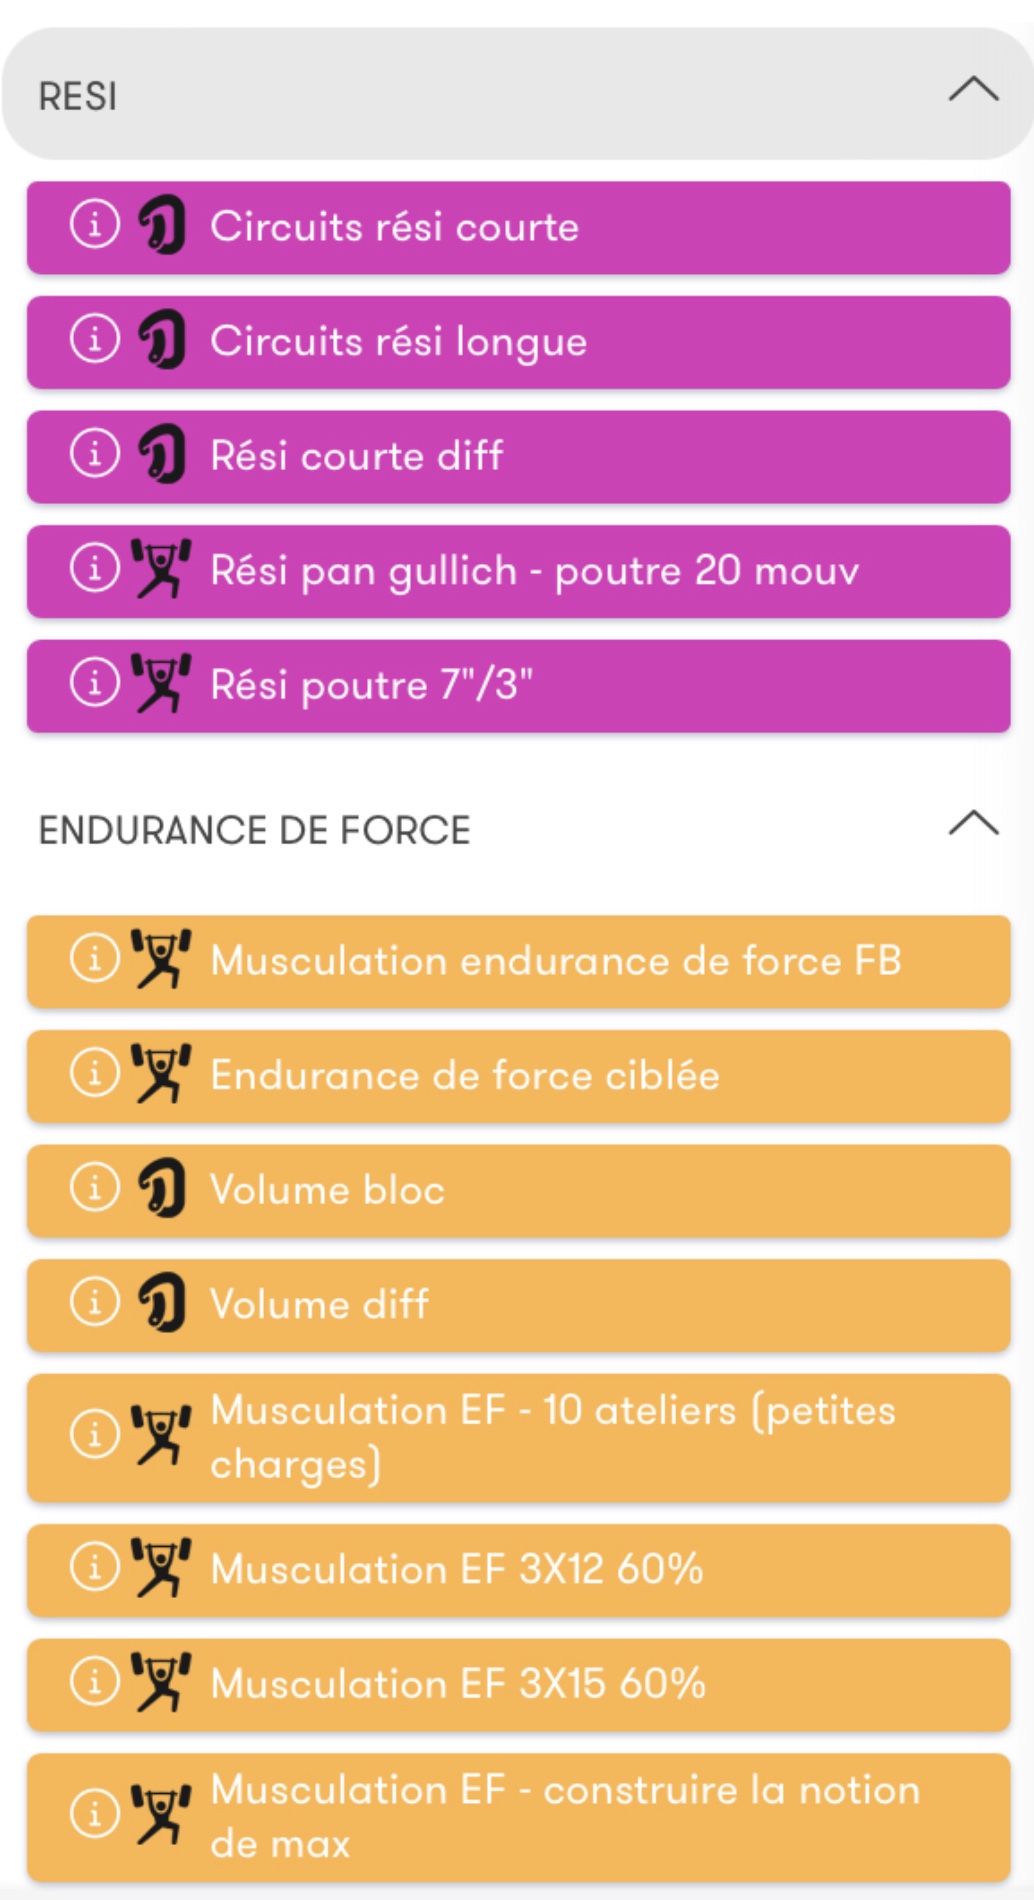 RESI
Circuits rési courte
Circuits rési longue
Rési courte diff
Rési pan gullich - poutre 20 mouv
Rési poutre 7"/3"
ENDURANCE DE FORCE
Musculation endurance de force FB
Endurance de force ciblée
Volume bloc
Volume diff
Musculation EF - 10 ateliers (petites
charges)
Musculation EF 3X12 60%
Musculation EF 3X15 60%
Musculation EF - construire la notion
de max